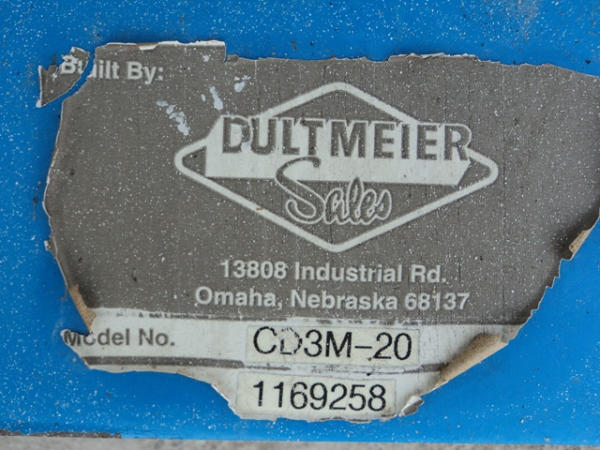 Built By:
DULTMEIER
Sales
13808 Industrial Rd.
Omaha, Nebraska 68137
Model No. CD3M-20
1169258